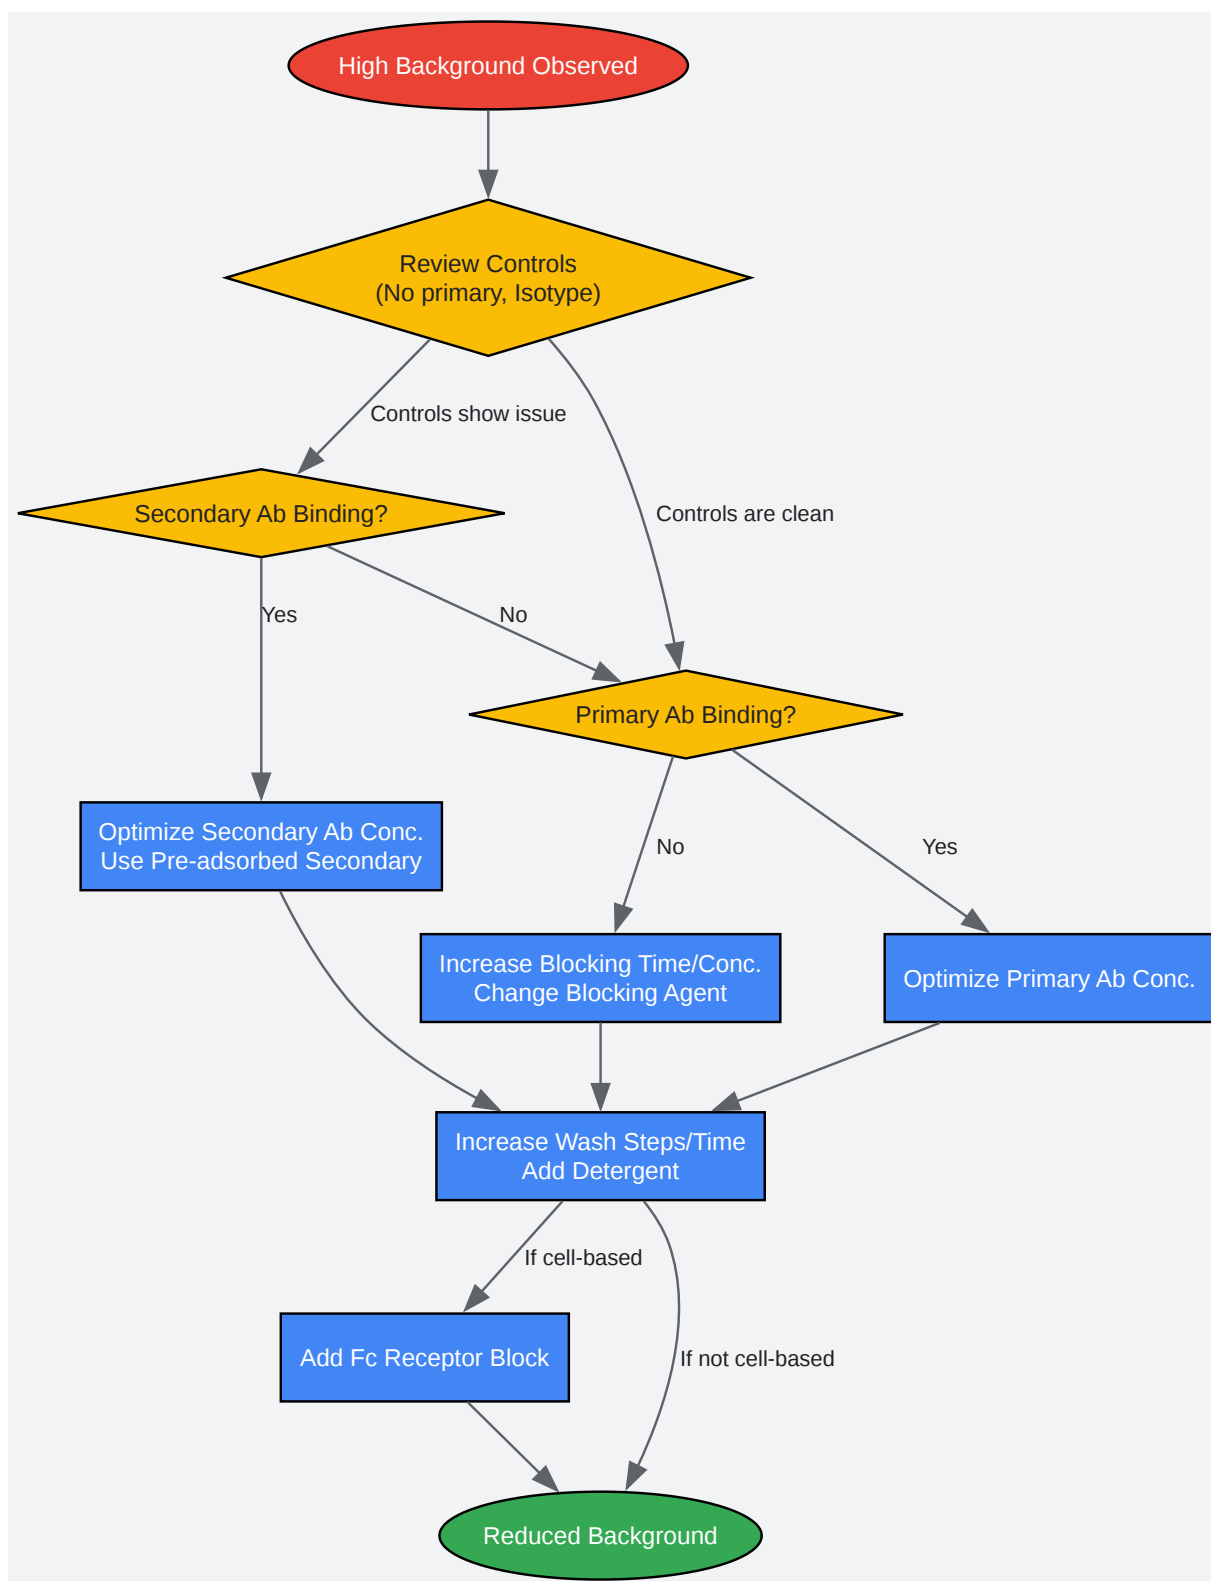 High Background Observed
Review Controls
(No primary, Isotype)
Controls show issue
Secondary Ab Binding?
Controls are clean
Yes
No
Primary Ab Binding?
Optimize Secondary Ab Conc.
Use Pre-adsorbed Secondary
No
Yes
Increase Blocking Time/Conc.
Change Blocking Agent
Optimize Primary Ab Conc.
Increase Wash Steps/Time
Add Detergent
If cell-based
Add Fc Receptor Block
If not cell-based
Reduced Background